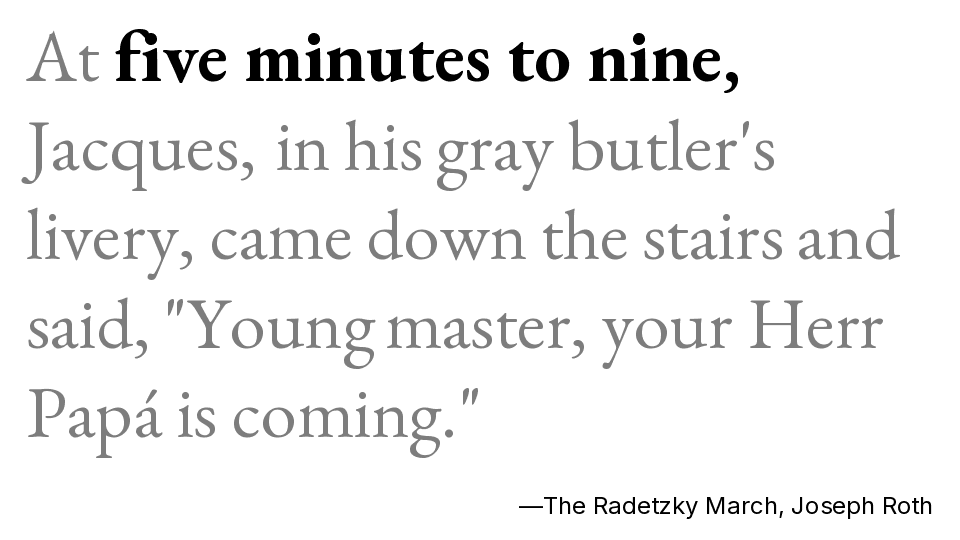 At five minutes to nine,
Jacques, in his gray butler's
livery, came down the stairs and
said, "Young master, your Herr
Papá is coming."
—The Radetzky March, Joseph Roth